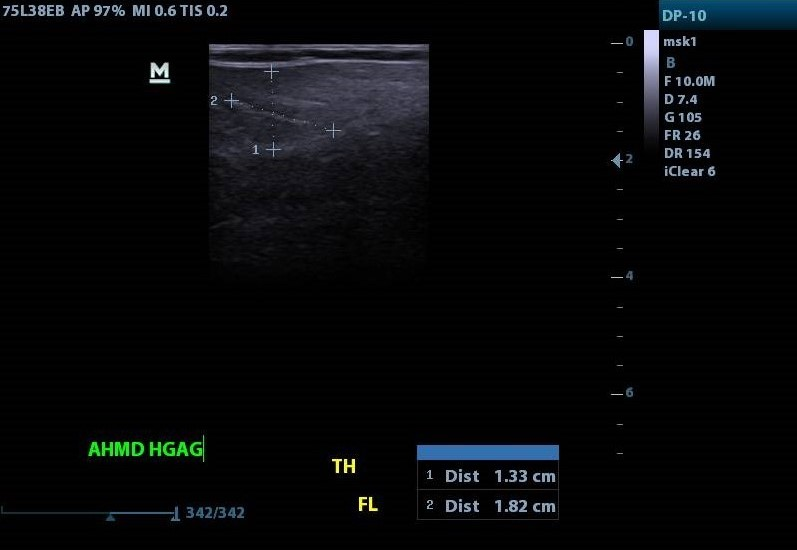 75L38EB AP 97% MI 0.6 TIS 0.2
DP-10
M
msk1
B
F 10.0M
D 7.4
G 105
FR 26
DR 154
iClear 6
0
2
4
6
2
1
AHMD HGAG
TH
FL
1 Dist 1.33 cm
2 Dist 1.82 cm
342/342